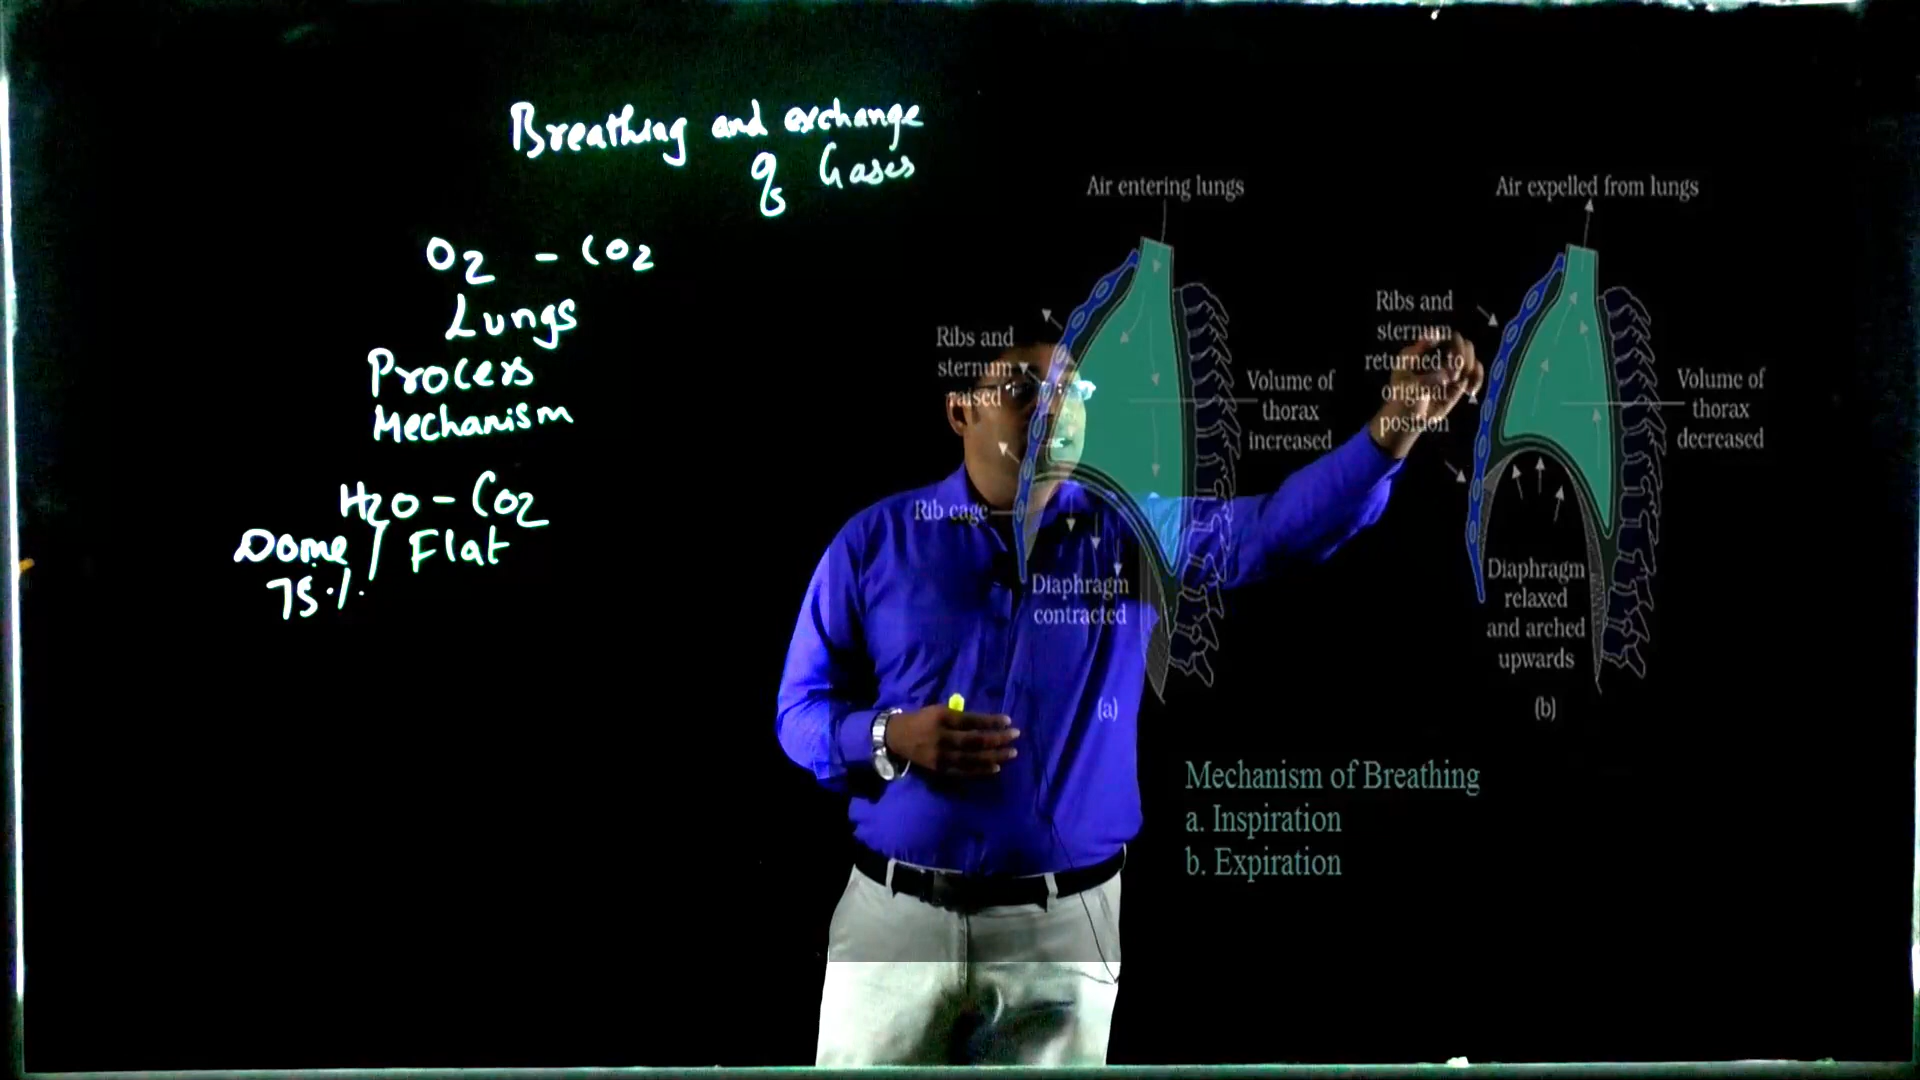 Breathing and exchange
of Gases
O2 - CO2
Lungs
Process
Mechanism
H2O - CO2
Dome / Flat
75%
Air entering lungs
Ribs and
sternum
raised
Rib cage
Volume of
thorax
increased
Diaphragm
contracted
(a)
Air expelled from lungs
Ribs and
sternum
returned to
original
position
Volume of
thorax
decreased
Diaphragm
relaxed
and arched
upwards
(b)
Mechanism of Breathing
a. Inspiration
b. Expiration